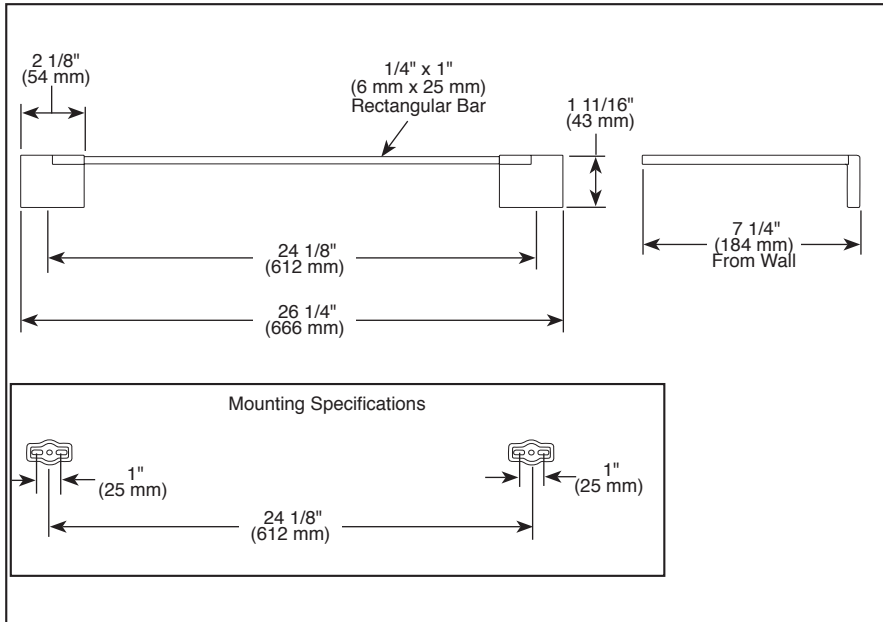 2 1/8"
(54 mm)
1/4" x 1"
(6 mm x 25 mm)
Rectangular Bar
1 11/16"
(43 mm)
24 1/8"
(612 mm)
7 1/4"
(184 mm)
From Wall
26 1/4"
(666 mm)
Mounting Specifications
1"
(25 mm)
1"
(25 mm)
24 1/8"
(612 mm)